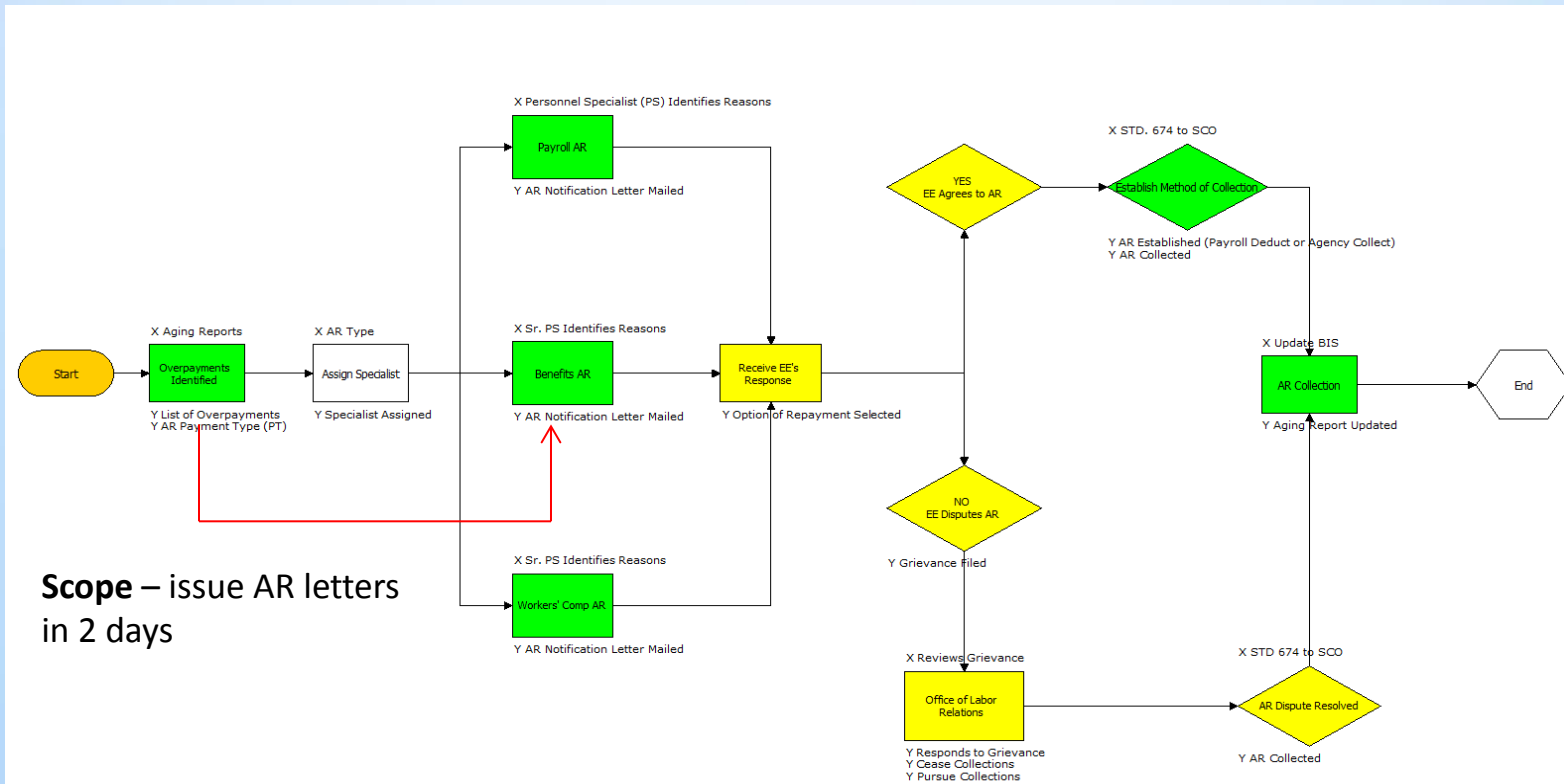 Start
X Aging Reports
Overpayments
Identified
Y List of Overpayments
Y AR Payment Type (PT)
X AR Type
Assign Specialist
Y Specialist Assigned
X Personnel Specialist (PS) Identifies Reasons
Payroll AR
Y AR Notification Letter Mailed
X Sr. PS Identifies Reasons
Benefits AR
Y AR Notification Letter Mailed
X Sr. PS Identifies Reasons
Workers' Comp AR
Y AR Notification Letter Mailed
Receive EE's
Response
Y Option of Repayment Selected
YES
EE Agrees to AR
X STD. 674 to SCO
Establish Method of Collection
Y AR Established (Payroll Deduct or Agency Collect)
Y AR Collected
NO
EE Disputes AR
Y Grievance Filed
X Reviews Grievance
Office of Labor
Relations
Y Responds to Grievance
Y Cease Collections
Y Pursue Collections
X STD 674 to SCO
AR Dispute Resolved
Y AR Collected
X Update BIS
AR Collection
Y Aging Report Updated
End
Scope – issue AR letters
in 2 days